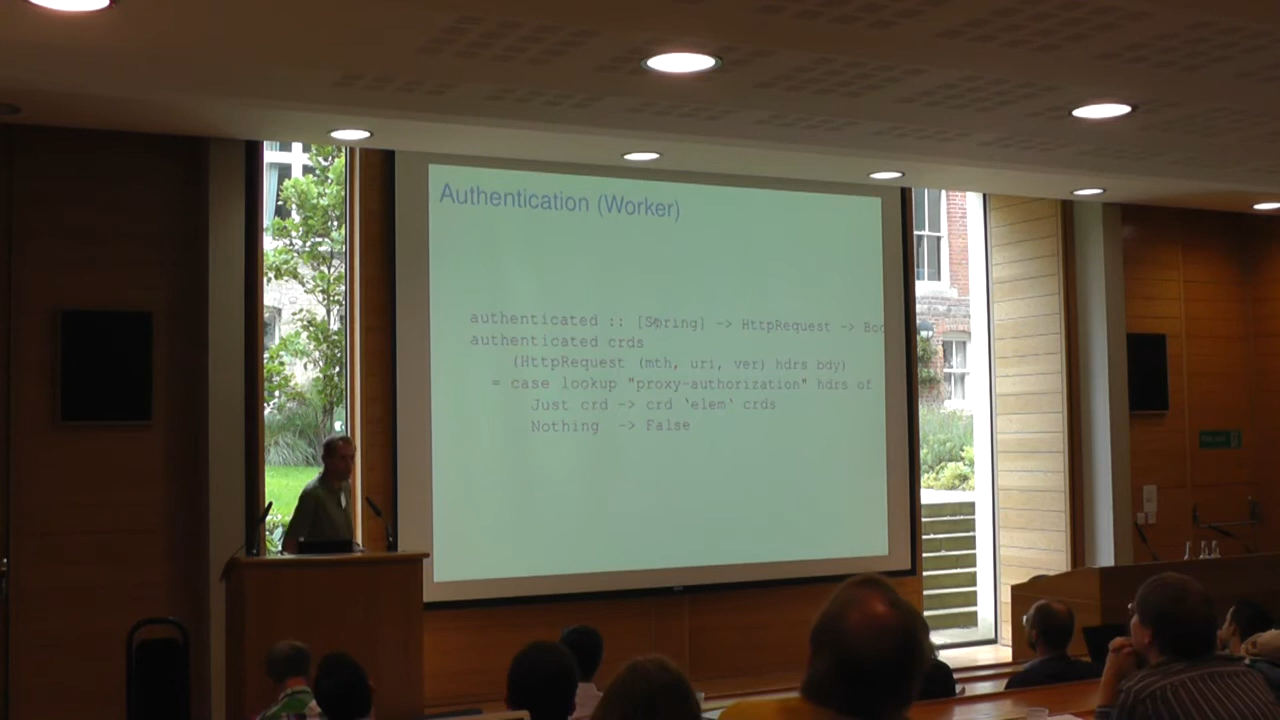 Authentication (Worker)
authenticated :: [String] -> HttpRequest -> Boo
authenticated crds
(HttpRequest (mth, uri, ver) hdrs bdy)
= case lookup "proxy-authorization" hdrs of
Just crd -> crd `elem` crds
Nothing -> False